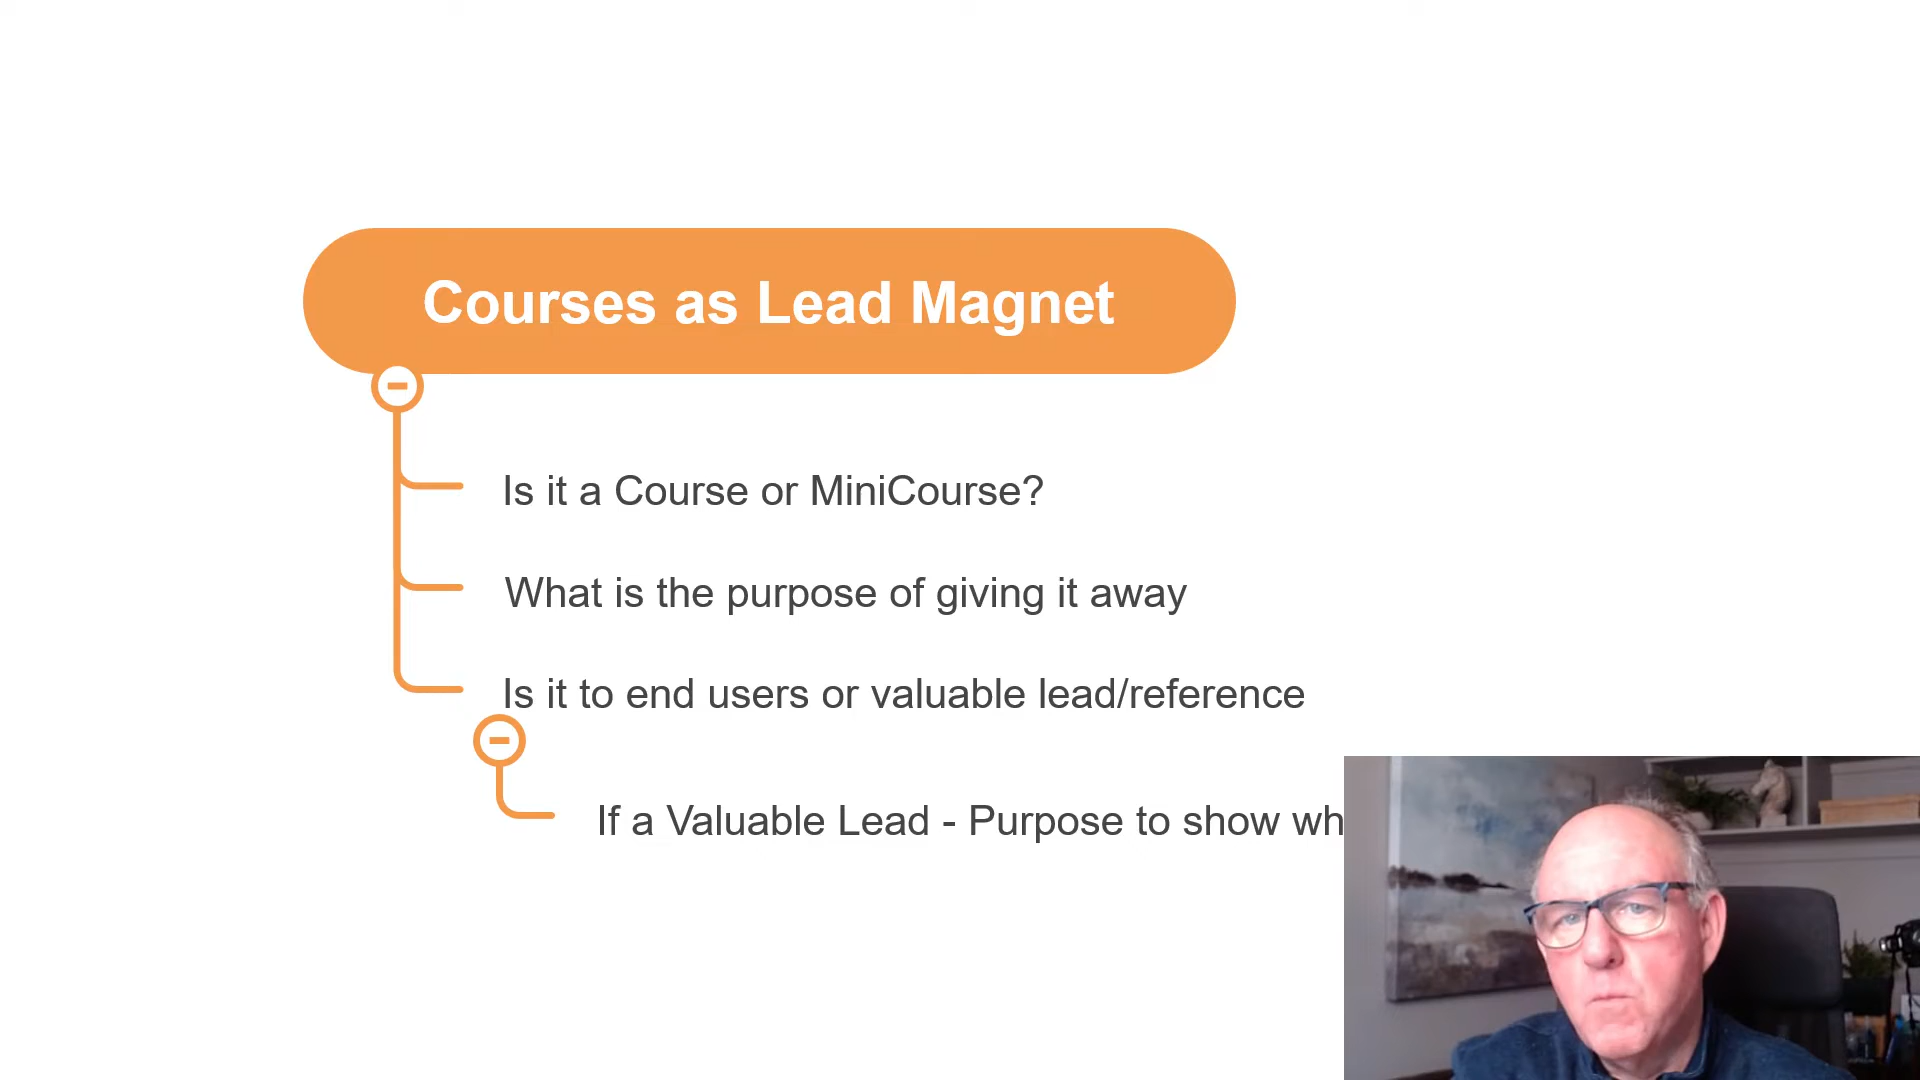 Courses as Lead Magnet
Is it a Course or MiniCourse?
What is the purpose of giving it away
Is it to end users or valuable lead/reference
If a Valuable Lead - Purpose to show wh